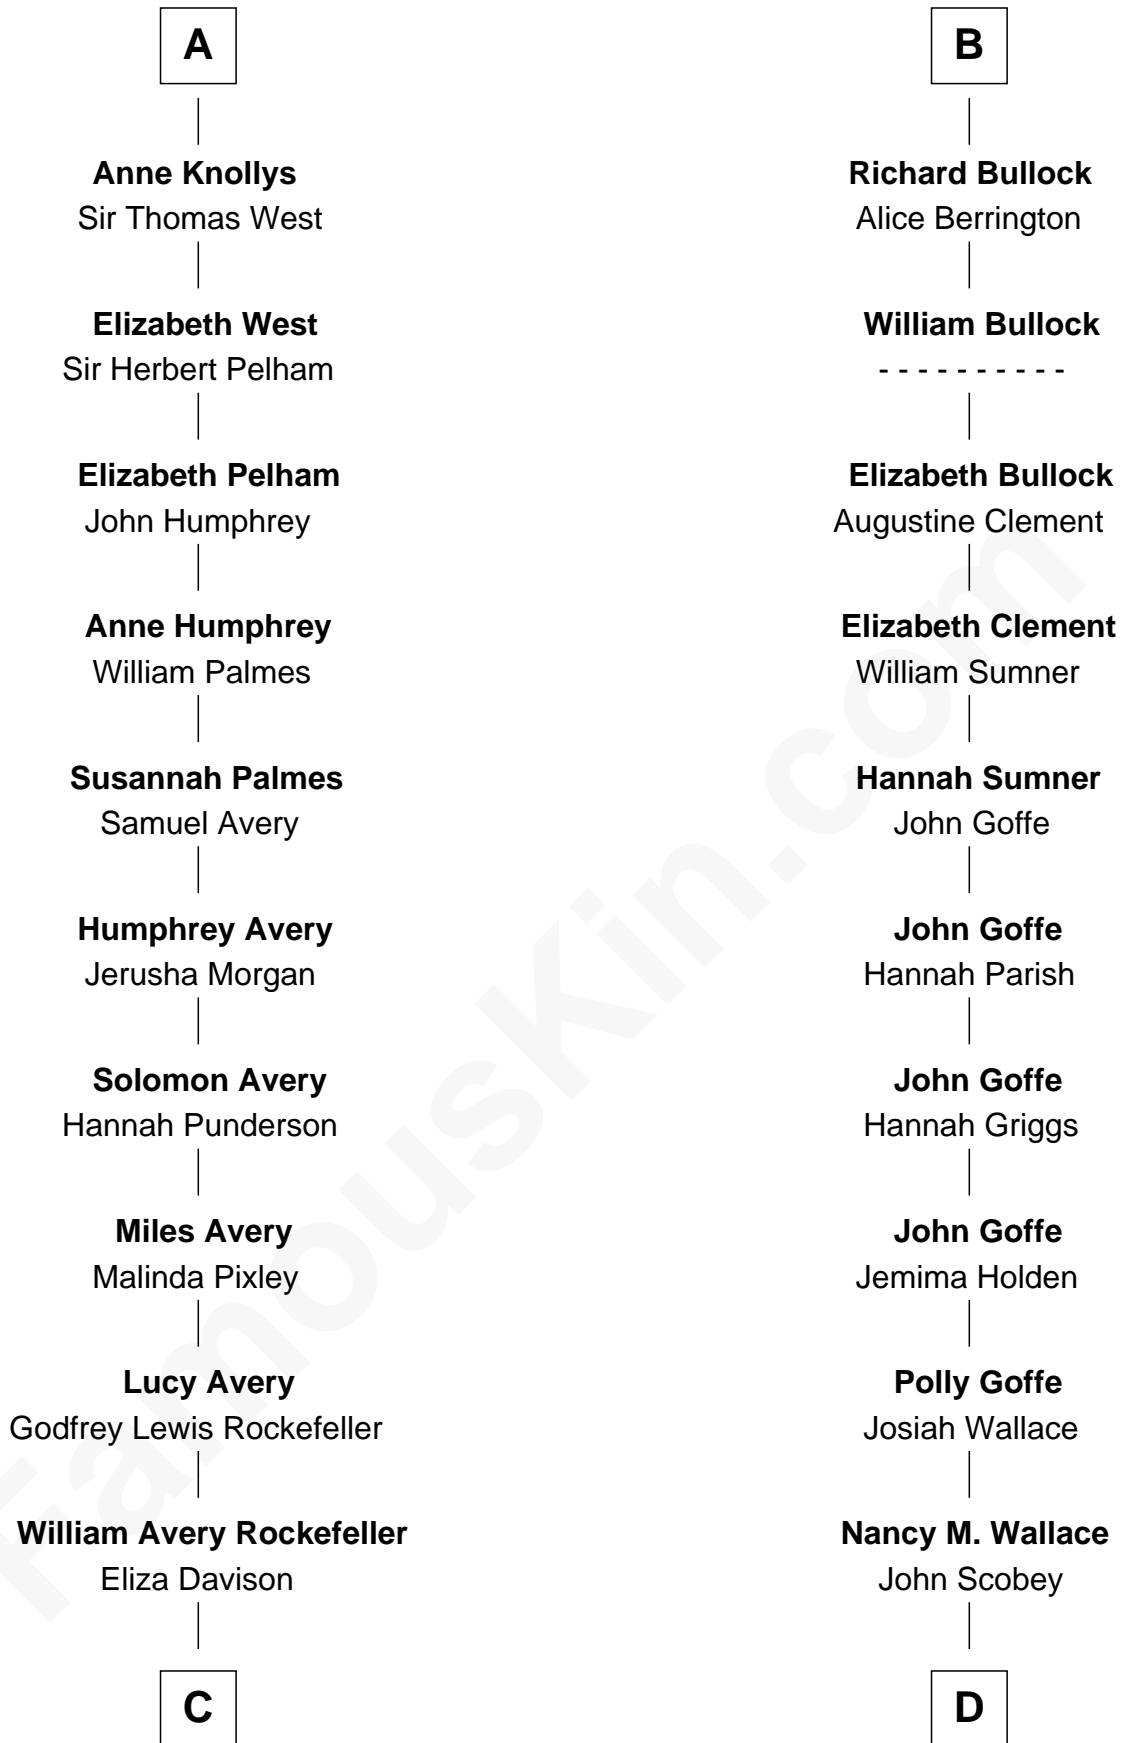 A
Anne Knollys
Sir Thomas West
Elizabeth West
Sir Herbert Pelham
Elizabeth Pelham
John Humphrey
Anne Humphrey
William Palmes
Susannah Palmes
Samuel Avery
Humphrey Avery
Jerusha Morgan
Solomon Avery
Hannah Punderson
Miles Avery
Malinda Pixley
Lucy Avery
Godfrey Lewis Rockefeller
William Avery Rockefeller
Eliza Davison
C
B
Richard Bullock
Alice Berrington
William Bullock
- - - - - - - - - -
Elizabeth Bullock
Augustine Clement
Elizabeth Clement
William Sumner
Hannah Sumner
John Goffe
John Goffe
Hannah Parish
John Goffe
Hannah Griggs
John Goffe
Jemima Holden
Polly Goffe
Josiah Wallace
Nancy M. Wallace
John Scobey
D
FamousKin.com